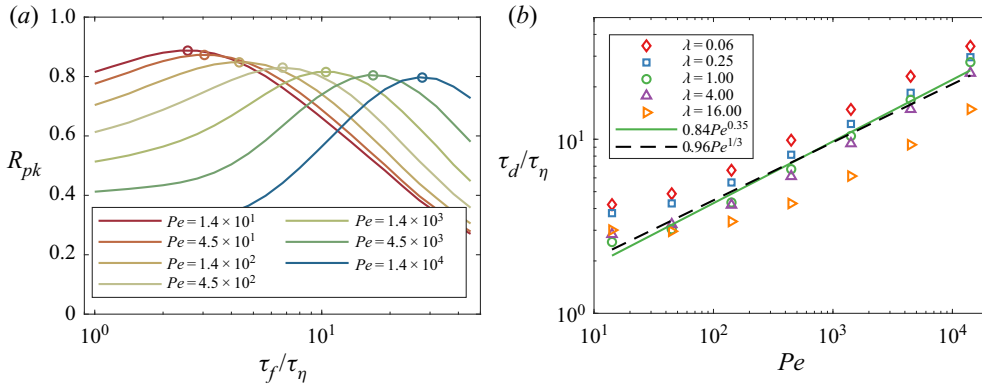 (a)
1.0
0.8
0.6
R_pk
0.4
0.2
0
Pe = 1.4 × 10^1
Pe = 4.5 × 10^1
Pe = 1.4 × 10^2
Pe = 4.5 × 10^2
Pe = 1.4 × 10^3
Pe = 4.5 × 10^3
Pe = 1.4 × 10^4
10^0
10^1
τ_f/τ_η
(b)
λ = 0.06
λ = 0.25
λ = 1.00
λ = 4.00
λ = 16.00
0.84Pe^0.35
0.96Pe^1/3
10^1
τ_d/τ_η
10^0
10^1
10^2
10^3
10^4
Pe